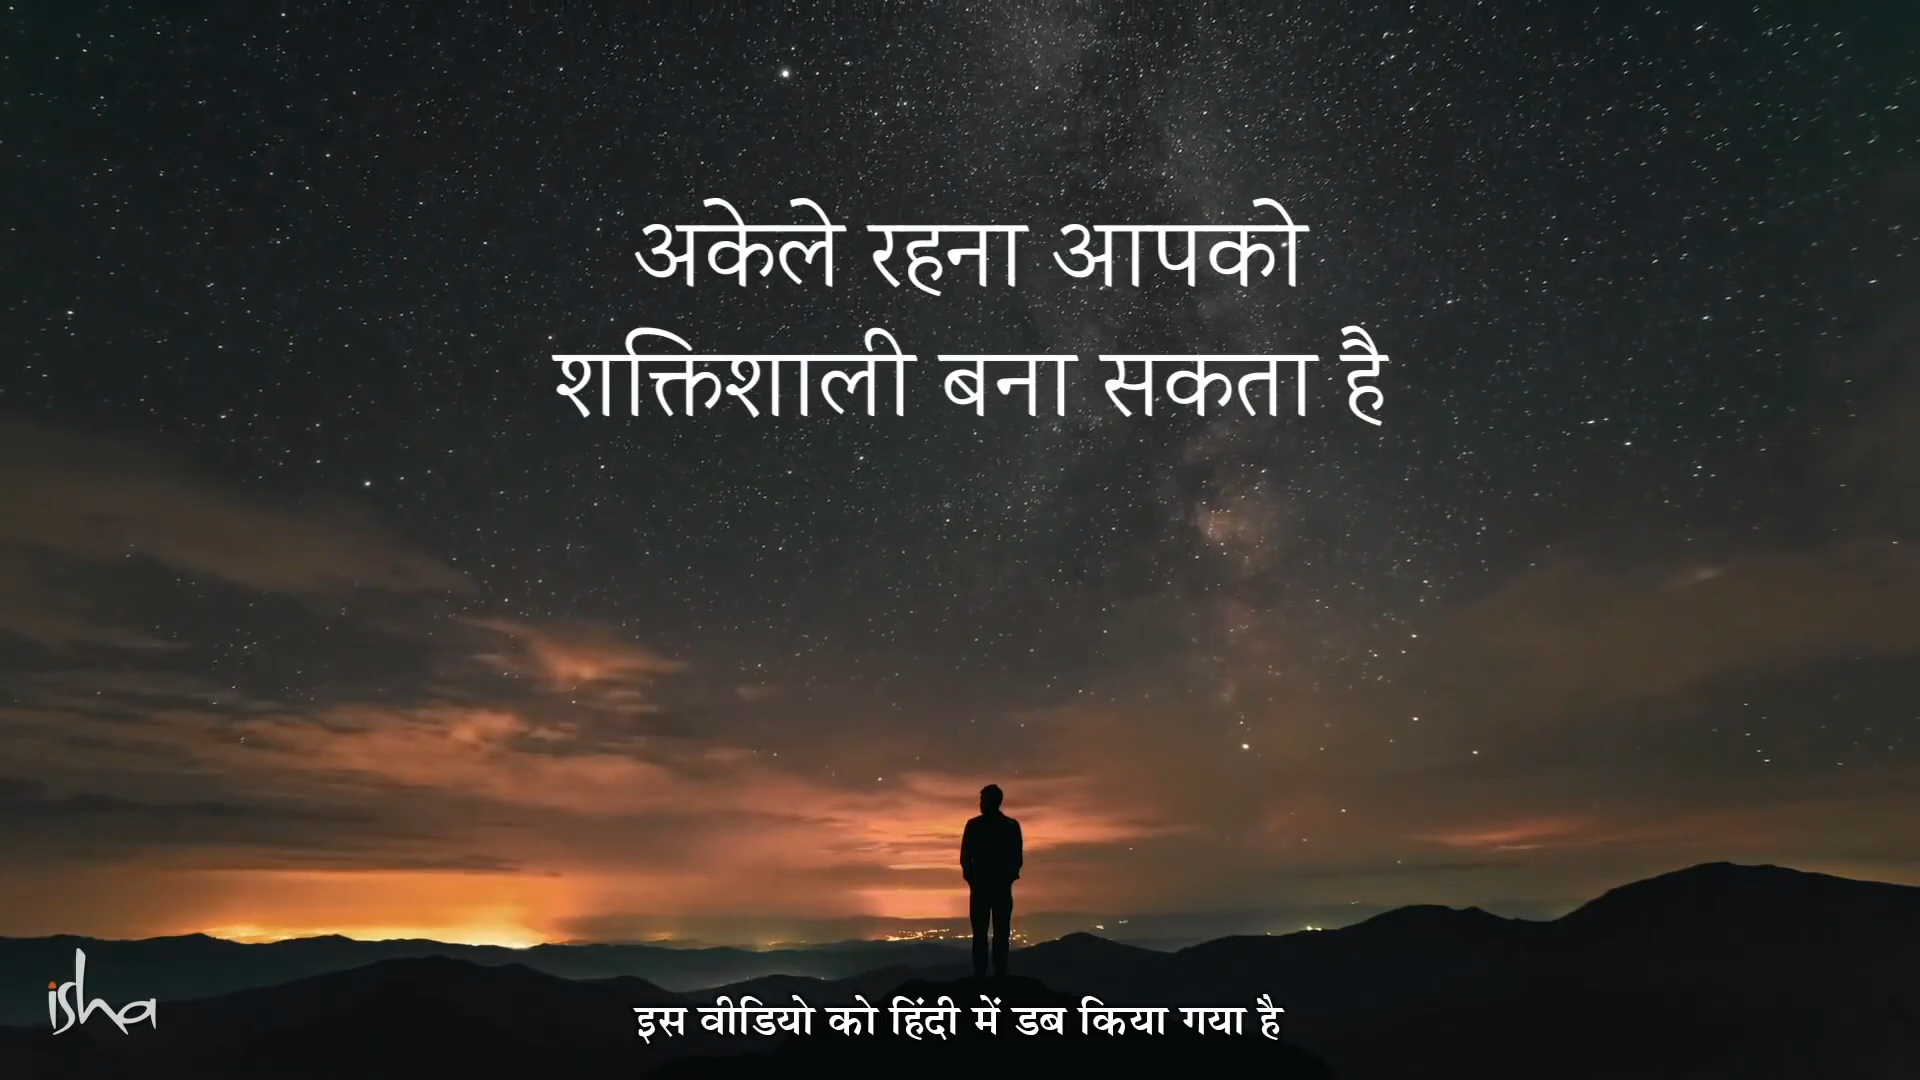 अकेले रहना आपको
शक्तिशाली बना सकता है
isha
इस वीडियो को हिंदी में डब किया गया है